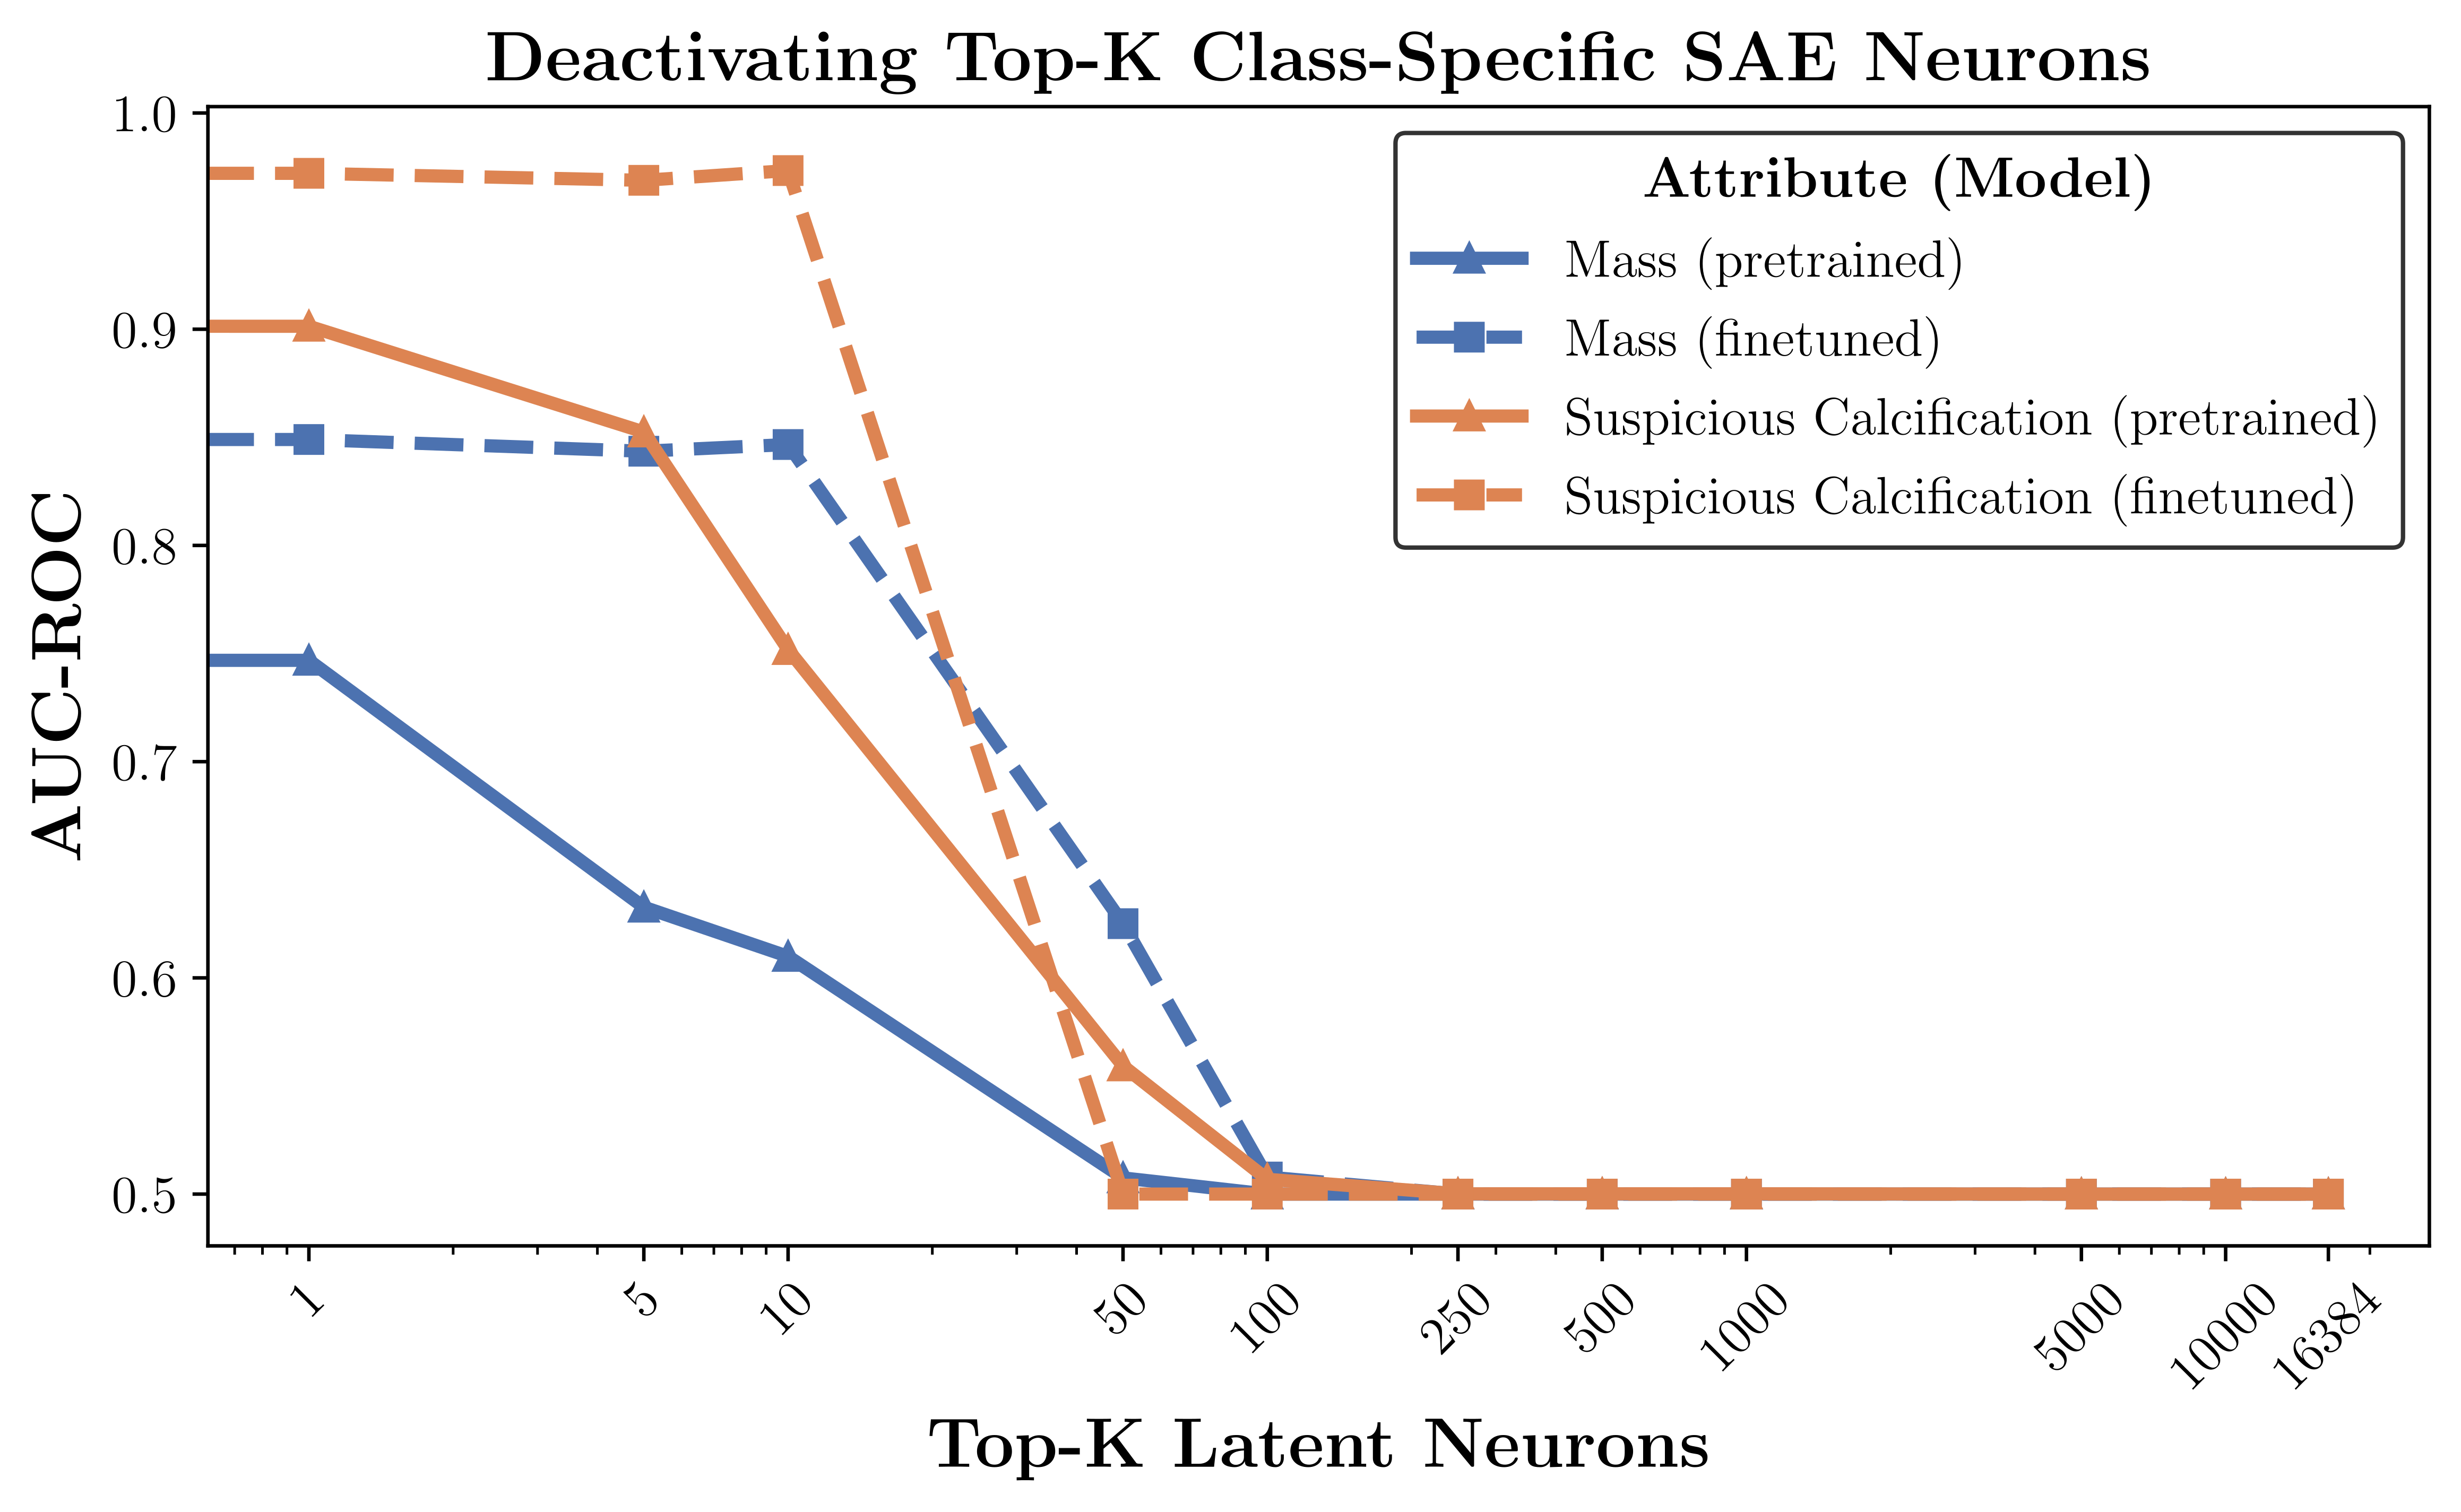 Deactivating Top-K Class-Specific SAE Neurons
1.0
0.9
0.8
0.7
0.6
0.5
AUC-ROC
Attribute (Model)
Mass (pretrained)
Mass (finetuned)
Suspicious Calcification (pretrained)
Suspicious Calcification (finetuned)
1
5
10
50
100
250
500
1000
5000
10000
16384
Top-K Latent Neurons